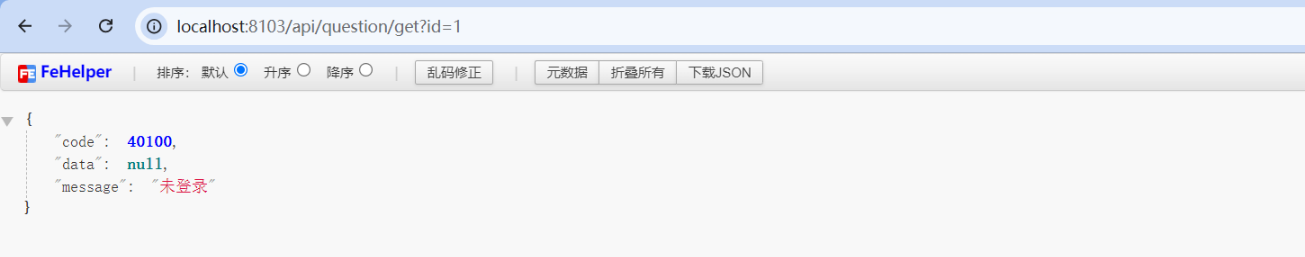 localhost:8103/api/question/get?id=1
FeHelper | 排序: 默认 升序 降序 | 乱码修正 | 元数据 折叠所有 下载JSON
{
"code": 40100,
"data": null,
"message": "未登录"
}